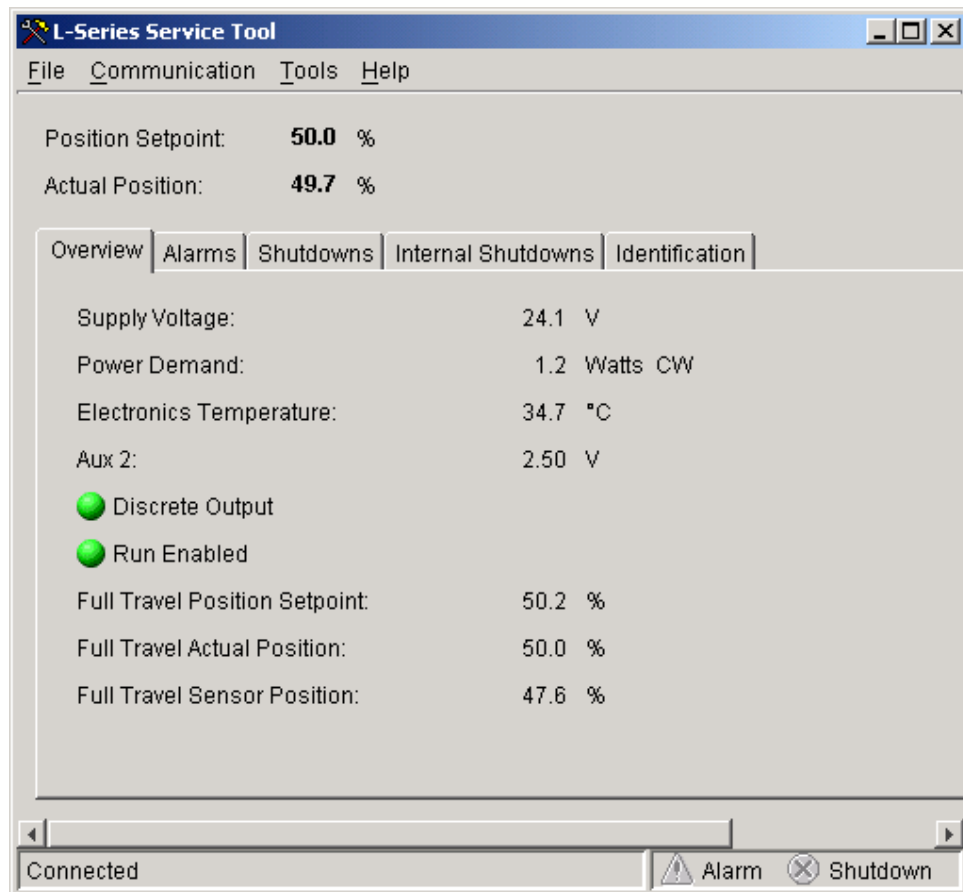 L-Series Service Tool
File Communication Tools Help
Position Setpoint: 50.0 %
Actual Position: 49.7 %
Overview Alarms Shutdowns Internal Shutdowns Identification
Supply Voltage: 24.1 V
Power Demand: 1.2 Watts CW
Electronics Temperature: 34.7 °C
Aux 2: 2.50 V
Discrete Output
Run Enabled
Full Travel Position Setpoint: 50.2 %
Full Travel Actual Position: 50.0 %
Full Travel Sensor Position: 47.6 %
Connected Alarm Shutdown